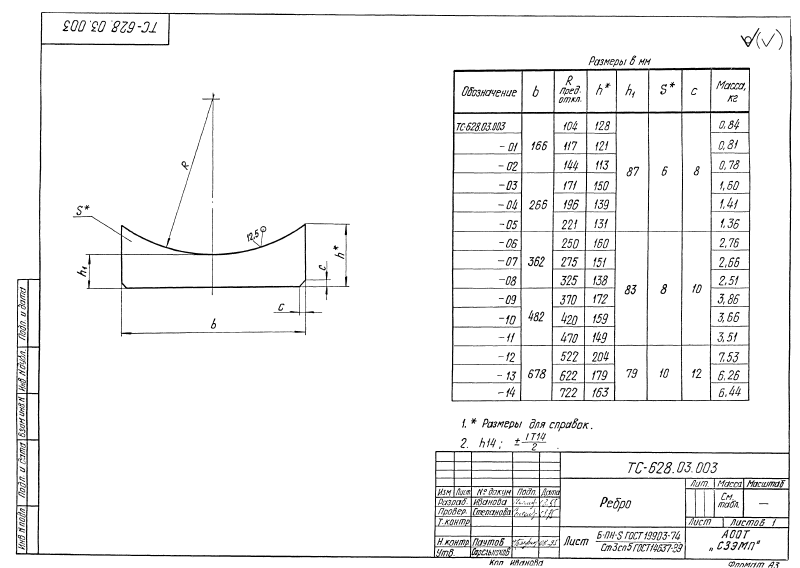 ТС-628.03.003
(√)
Размеры в мм
Обозначение b R пред. откл. h* h₁ S* c Масса, кг
ТС-628.03.003 166 104 128 87 6 8 0,84
-01 117 121 0,81
-02 144 113 0,78
-03 266 171 150 1,60
-04 196 139 1,41
-05 221 131 1,36
-06 362 250 160 83 8 10 2,76
-07 275 151 2,66
-08 325 138 2,51
-09 482 370 172 3,86
-10 420 159 3,66
-11 470 149 3,51
-12 678 522 204 79 10 12 7,53
-13 622 179 6,26
-14 722 163 6,44
R
S*
12,5
h₁
h*
c
c
b
1. * Размеры для справок.
2. h14; ± IT14/2.
ТС-628.03.003
Ребро
Лит. Масса Масштаб
См. табл. —
Лист Листов 1
Изм Лист № докум Подп. Дата
Разраб. Иванова
Провер. Степанова
Т.контр
Н.контр Паутов
Утв.
Лист Б-ПН-S ГОСТ 19903-74
Ст3сп5 ГОСТ 14637-89
АООТ
„СЗЭМП"
Коп Иванова
Формат А3
Инв № подл. Подп. и дата Взам инв № Инв № дубл. Подп. и дата